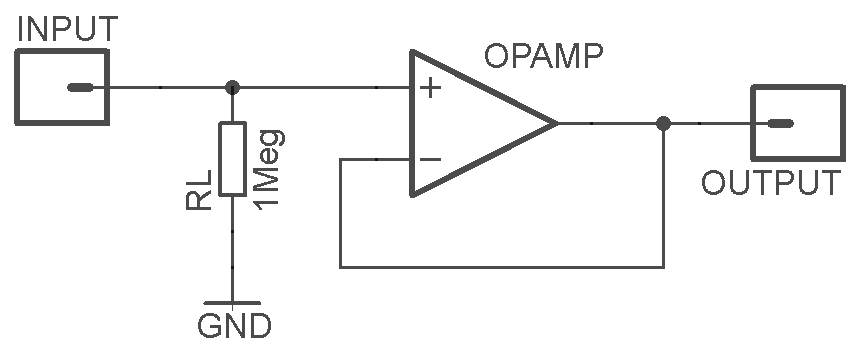 INPUT
OPAMP
+
−
RL
1Meg
OUTPUT
GND